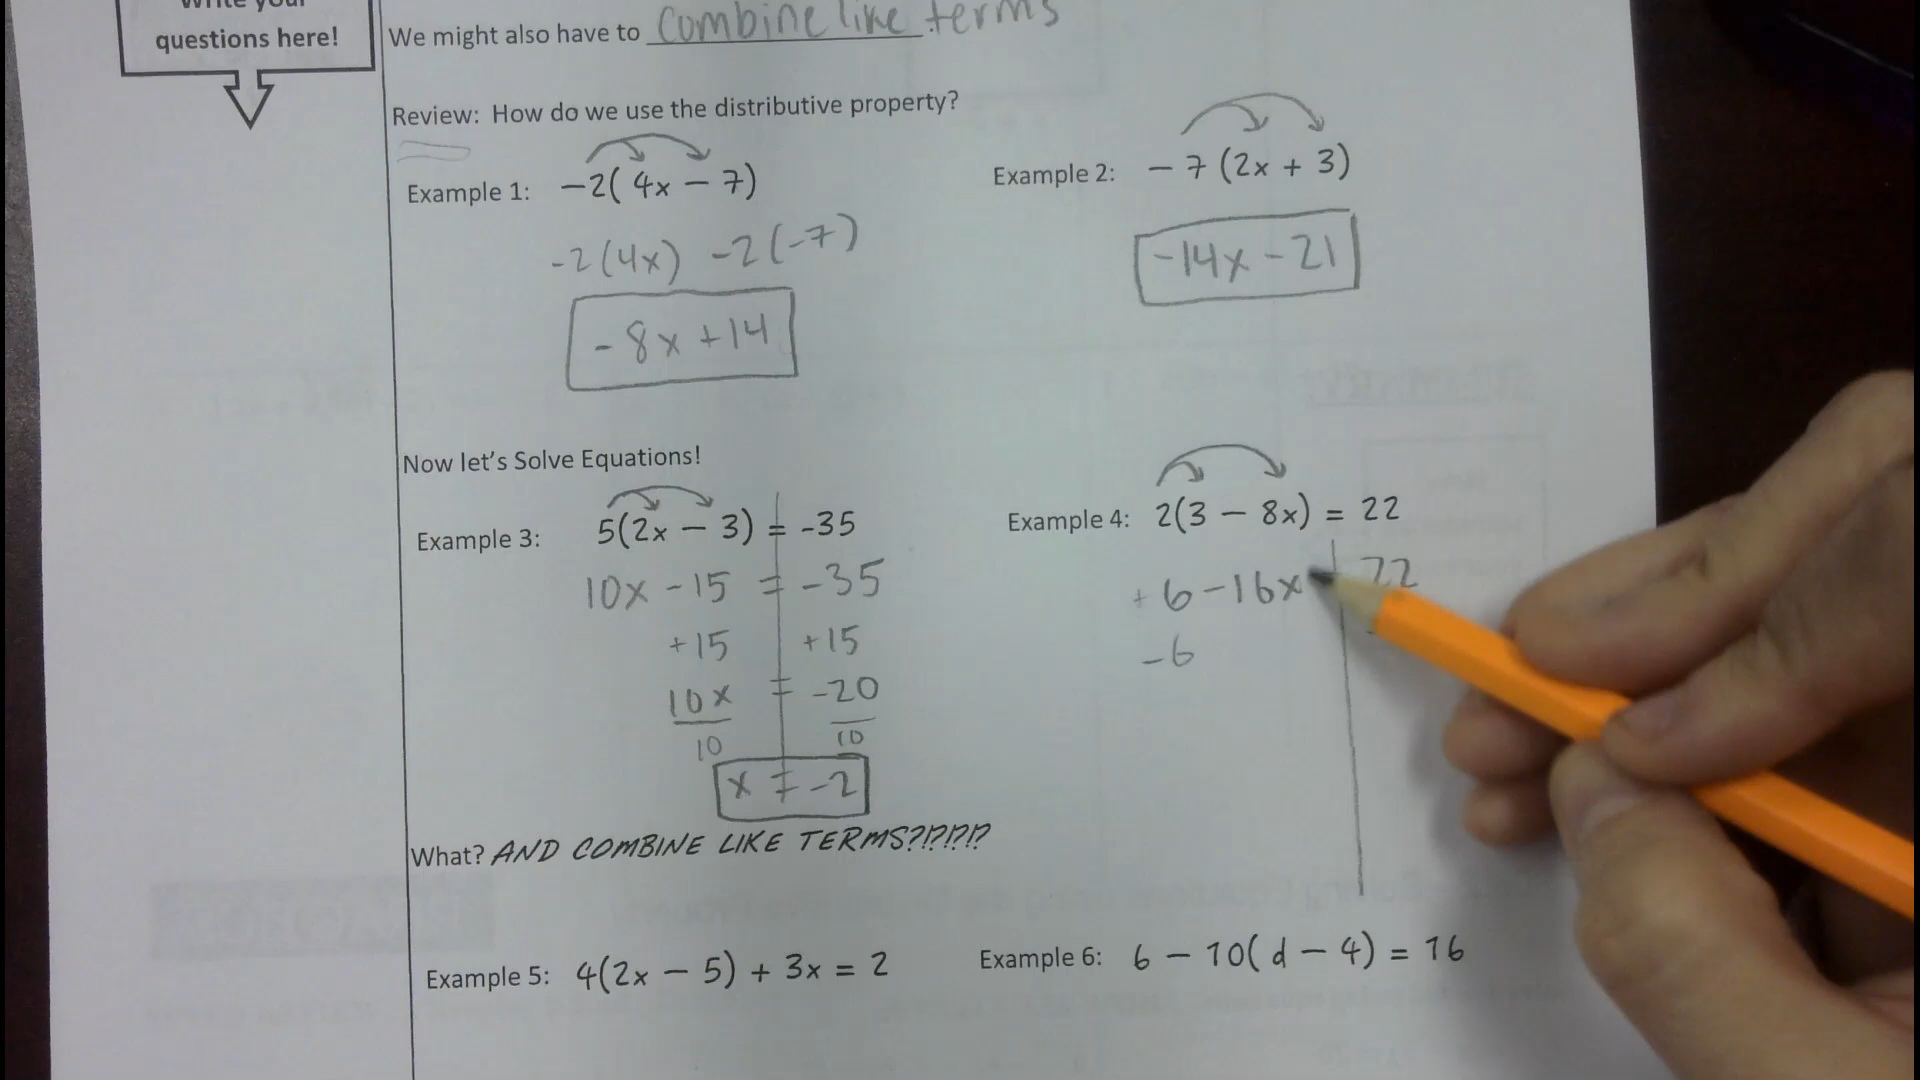 Write your
questions here!
We might also have to combine like terms.
Review: How do we use the distributive property?
Example 1: −2(4x − 7)
-2(4x) -2(-7)
-8x+14
Example 2: −7(2x + 3)
-14x-21
Now let's Solve Equations!
Example 3: 5(2x − 3) = -35
10x -15 = -35
+15 +15
10x = -20
10 10
x = -2
Example 4: 2(3 − 8x) = 22
+ 6 -16x 22
-6
What? AND COMBINE LIKE TERMS?!?!?!?
Example 5: 4(2x − 5) + 3x = 2
Example 6: 6 − 10(d − 4) = 16